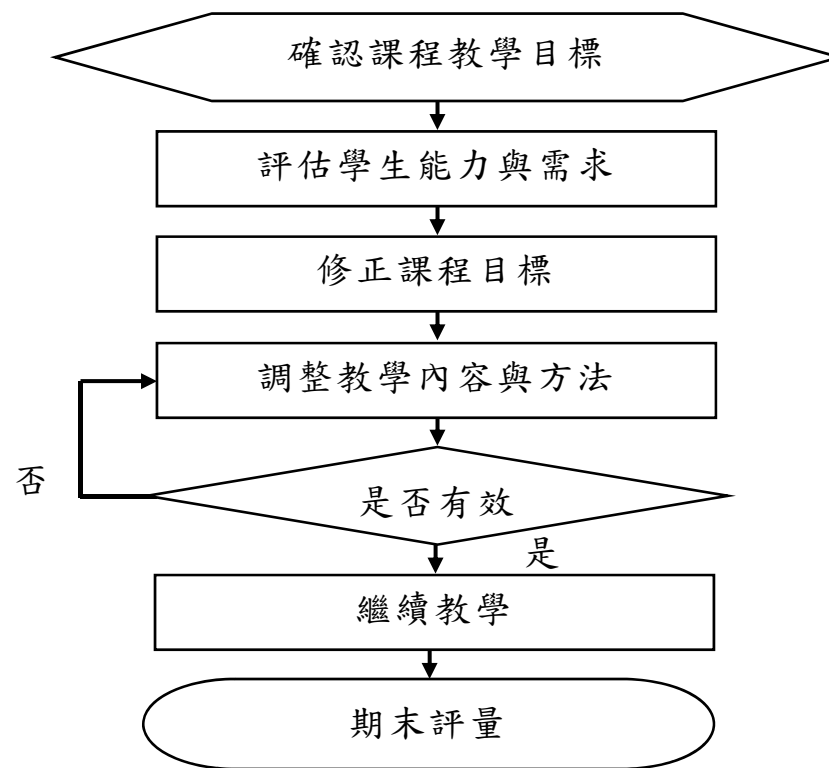 確認課程教學目標
評估學生能力與需求
修正課程目標
調整教學內容與方法
否
是否有效
是
繼續教學
期末評量